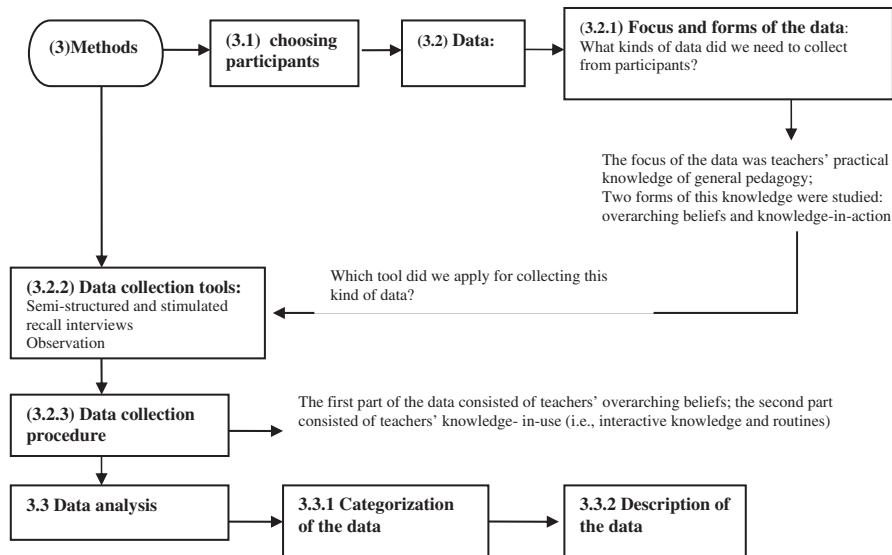 (3)Methods
(3.1) choosing
participants
(3.2) Data:
(3.2.1) Focus and forms of the data:
What kinds of data did we need to collect
from participants?
The focus of the data was teachers’ practical
knowledge of general pedagogy;
Two forms of this knowledge were studied:
overarching beliefs and knowledge-in-action
Which tool did we apply for collecting this
kind of data?
(3.2.2) Data collection tools:
Semi-structured and stimulated
recall interviews
Observation
(3.2.3) Data collection
procedure
The first part of the data consisted of teachers’ overarching beliefs; the second part
consisted of teachers’ knowledge- in-use (i.e., interactive knowledge and routines)
3.3 Data analysis
3.3.1 Categorization
of the data
3.3.2 Description of
the data